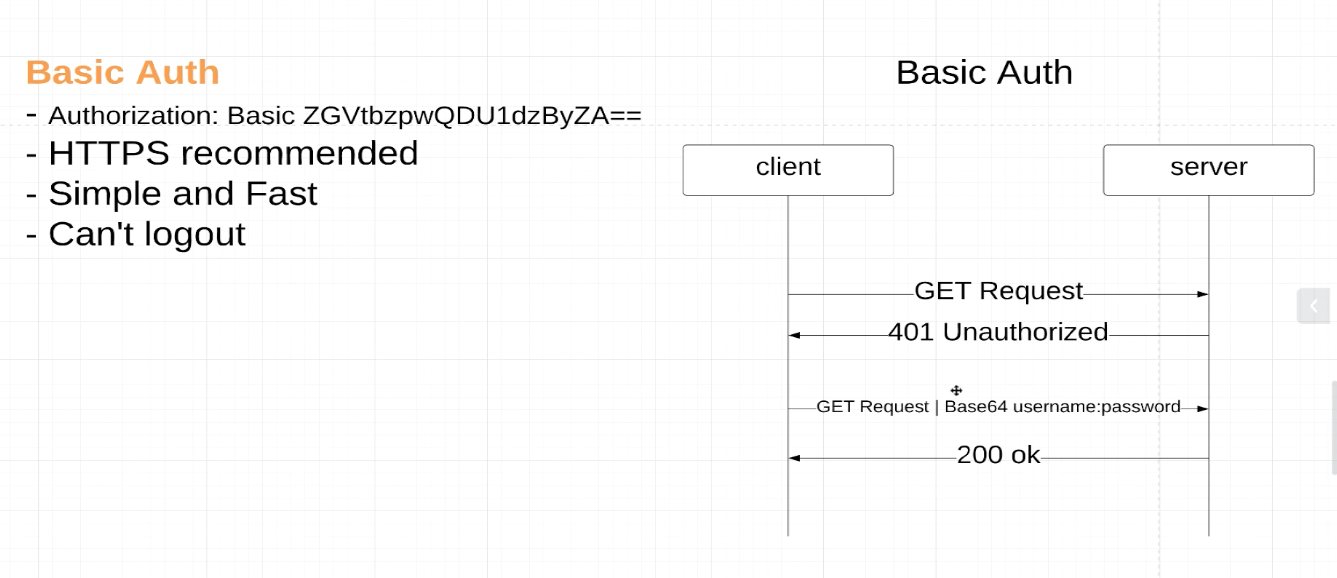 Basic Auth
- Authorization: Basic ZGVtbzpwQDU1dzByZA==
- HTTPS recommended
- Simple and Fast
- Can't logout
Basic Auth
client
server
GET Request
401 Unauthorized
GET Request | Base64 username:password
200 ok